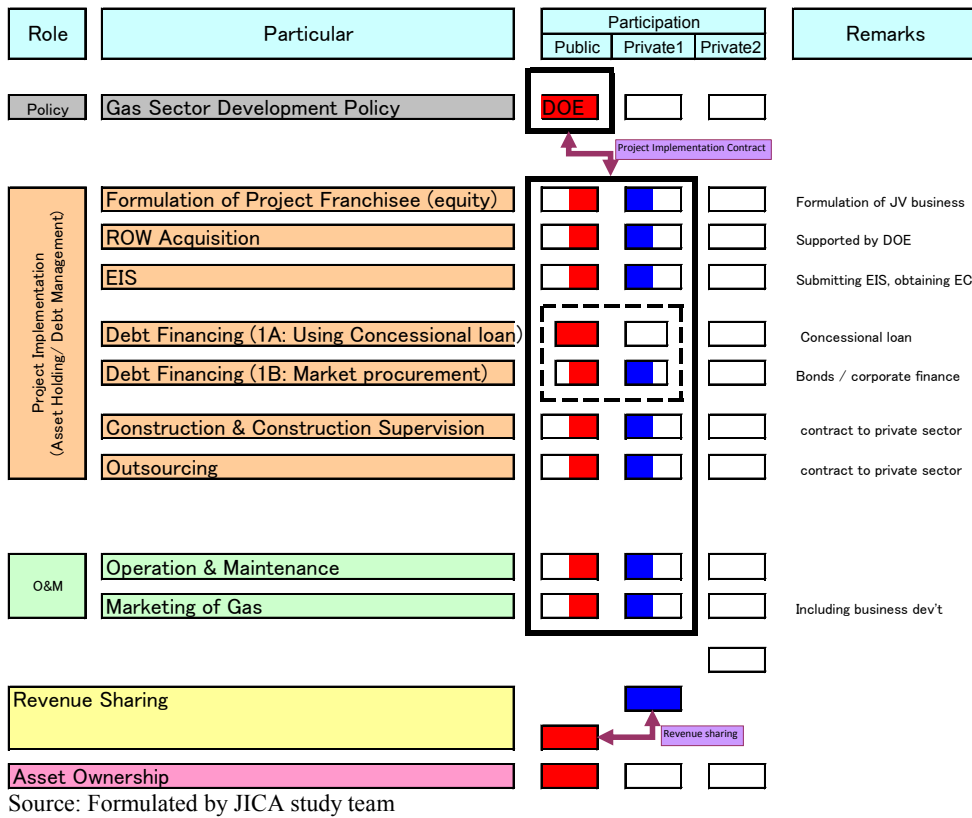 Role
Particular
Participation
Public
Private1
Private2
Remarks
Policy
Gas Sector Development Policy
DOE
Project Implementation Contract
Project Implementation
(Asset Holding/ Debt Management)
Formulation of Project Franchisee (equity)
Formulation of JV business
ROW Acquisition
Supported by DOE
EIS
Submitting EIS, obtaining EC
Debt Financing (1A: Using Concessional loan)
Concessional loan
Debt Financing (1B: Market procurement)
Bonds / corporate finance
Construction & Construction Supervision
contract to private sector
Outsourcing
contract to private sector
O&M
Operation & Maintenance
Marketing of Gas
Including business dev't
Revenue Sharing
Revenue sharing
Asset Ownership
Source: Formulated by JICA study team